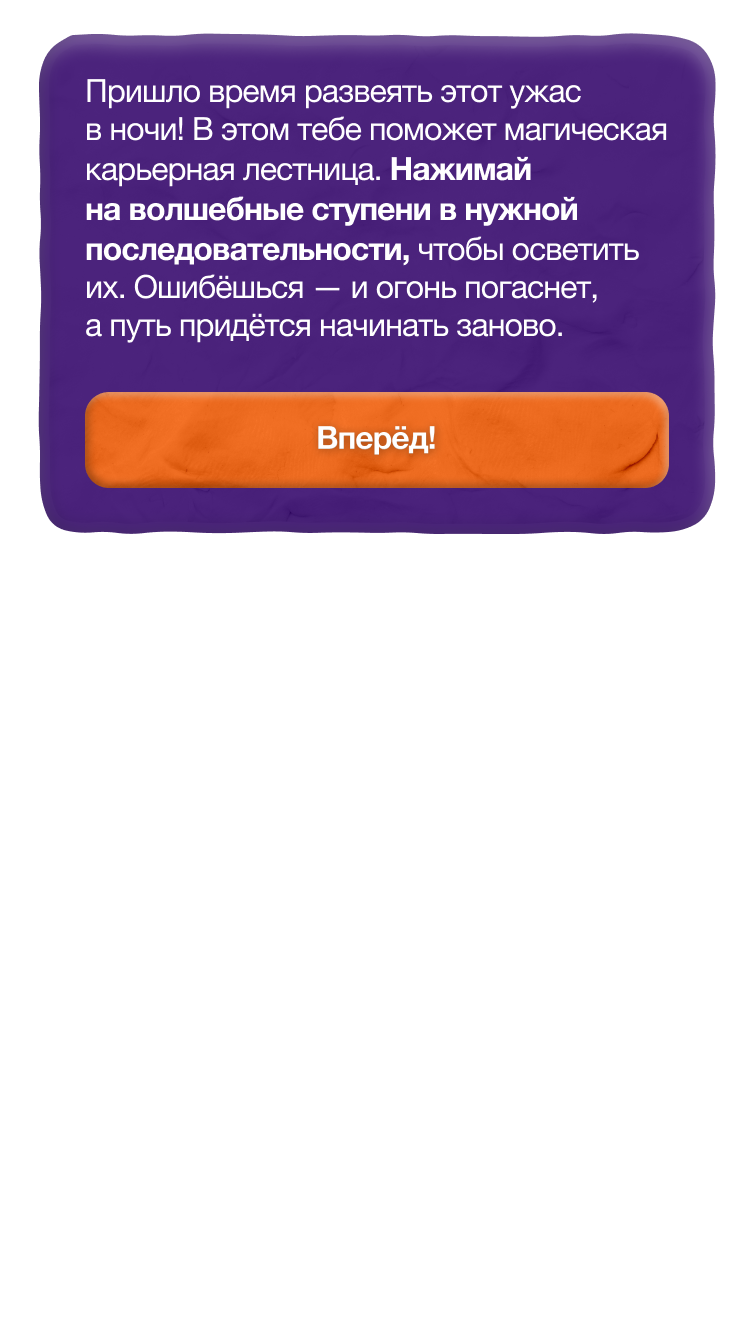 Пришло время развеять этот ужас
в ночи! В этом тебе поможет магическая
карьерная лестница. Нажимай
на волшебные ступени в нужной
последовательности, чтобы осветить
их. Ошибёшься — и огонь погаснет,
а путь придётся начинать заново.
Вперёд!